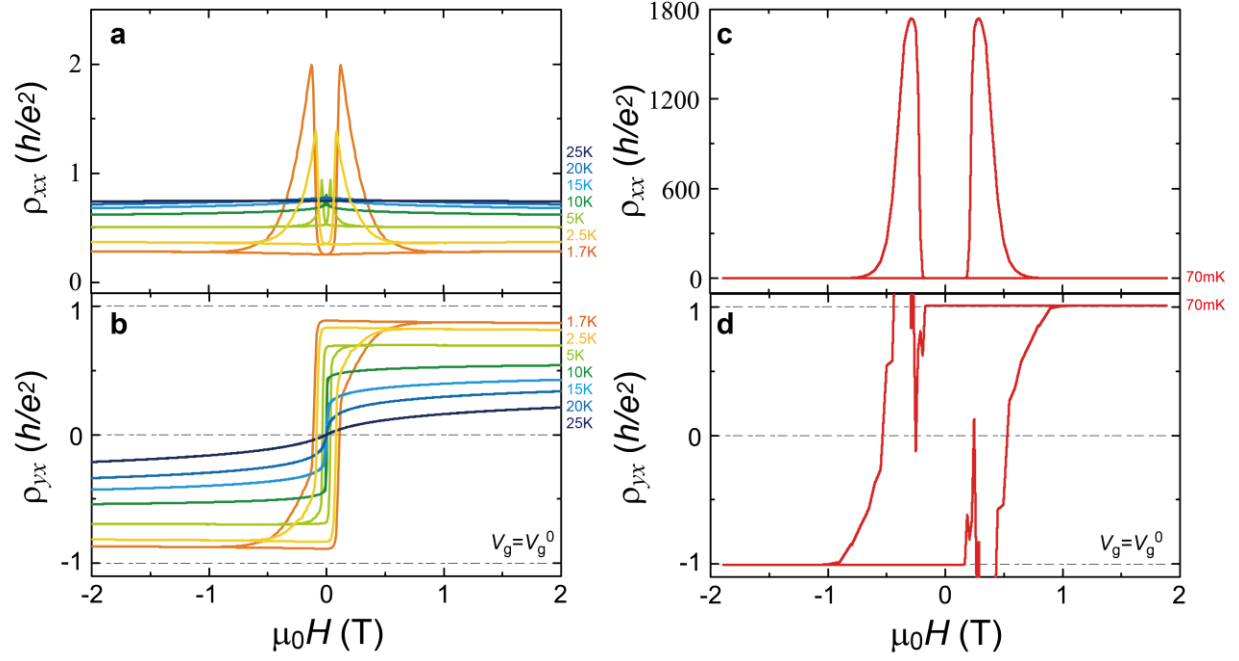 a
ρxx (h/e²)
2
1
0
25K
20K
15K
10K
5K
2.5K
1.7K
b
ρyx (h/e²)
1
0
-1
1.7K
2.5K
5K
10K
15K
20K
25K
Vg=Vg⁰
-2 -1 0 1 2
μ₀H (T)
c
ρxx (h/e²)
1800
1200
600
0
70mK
d
ρyx (h/e²)
1
0
-1
70mK
Vg=Vg⁰
-2 -1 0 1 2
μ₀H (T)